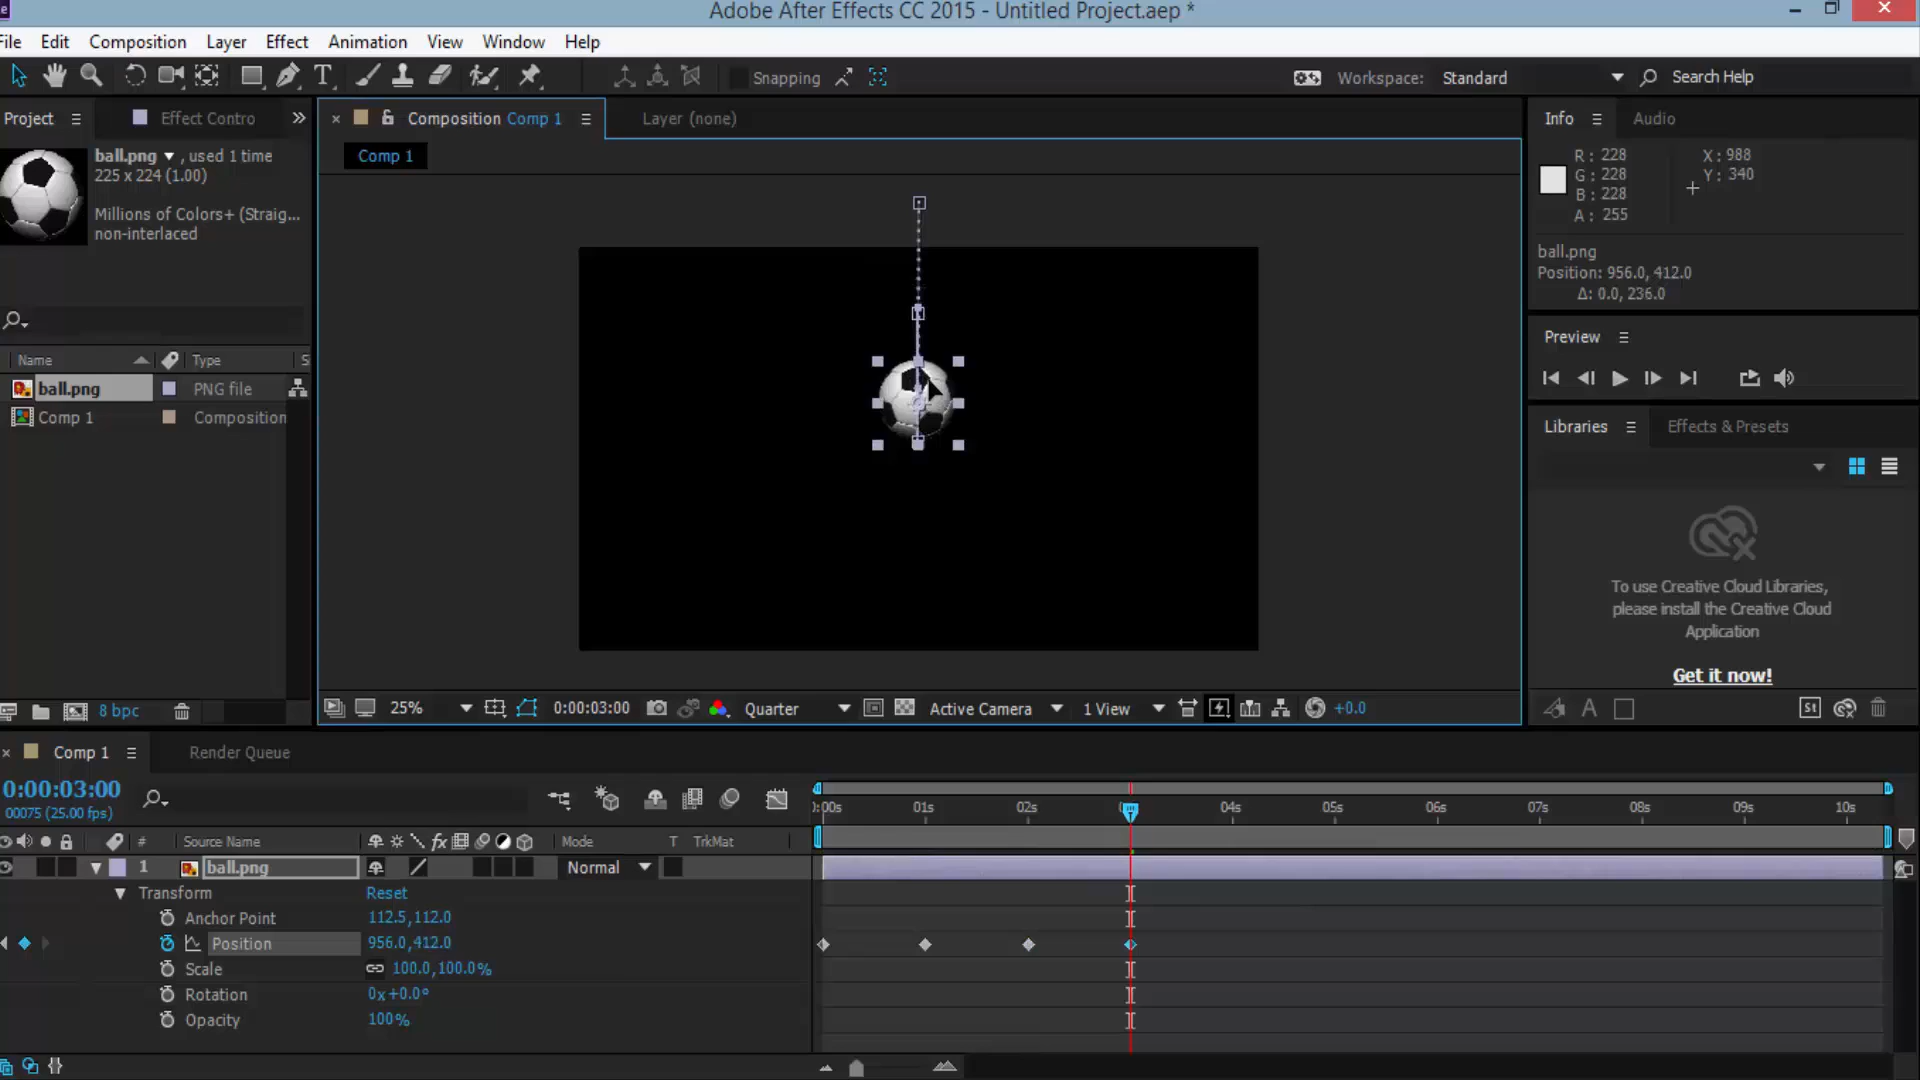 Adobe After Effects CC 2015 - Untitled Project.aep *
File Edit Composition Layer Effect Animation View Window Help
Snapping
Workspace: Standard
Search Help
Project
Effect Contro
Composition Comp 1
Layer (none)
Info
Audio
ball.png , used 1 time
225 x 224 (1.00)
Millions of Colors+ (Straig...
non-interlaced
Comp 1
R: 228
G: 228
B: 228
A: 255
X: 988
Y: 340
ball.png
Position: 956.0, 412.0
Δ: 0.0, 236.0
Preview
Name
Type
S
ball.png
PNG file
Comp 1
Composition
Libraries
Effects & Presets
To use Creative Cloud Libraries,
please install the Creative Cloud
Application
Get it now!
8 bpc
25%
0:00:03:00
Quarter
Active Camera
1 View
+0.0
St
Comp 1
Render Queue
0:00:03:00
00075 (25.00 fps)
):00s 01s 02s 04s 05s 06s 07s 08s 09s 10s
# Source Name
fx
Mode
T TrkMat
1 ball.png
Normal
Transform
Reset
Anchor Point
112.5,112.0
Position
956.0,412.0
Scale
100.0,100.0%
Rotation
0x+0.0°
Opacity
100%